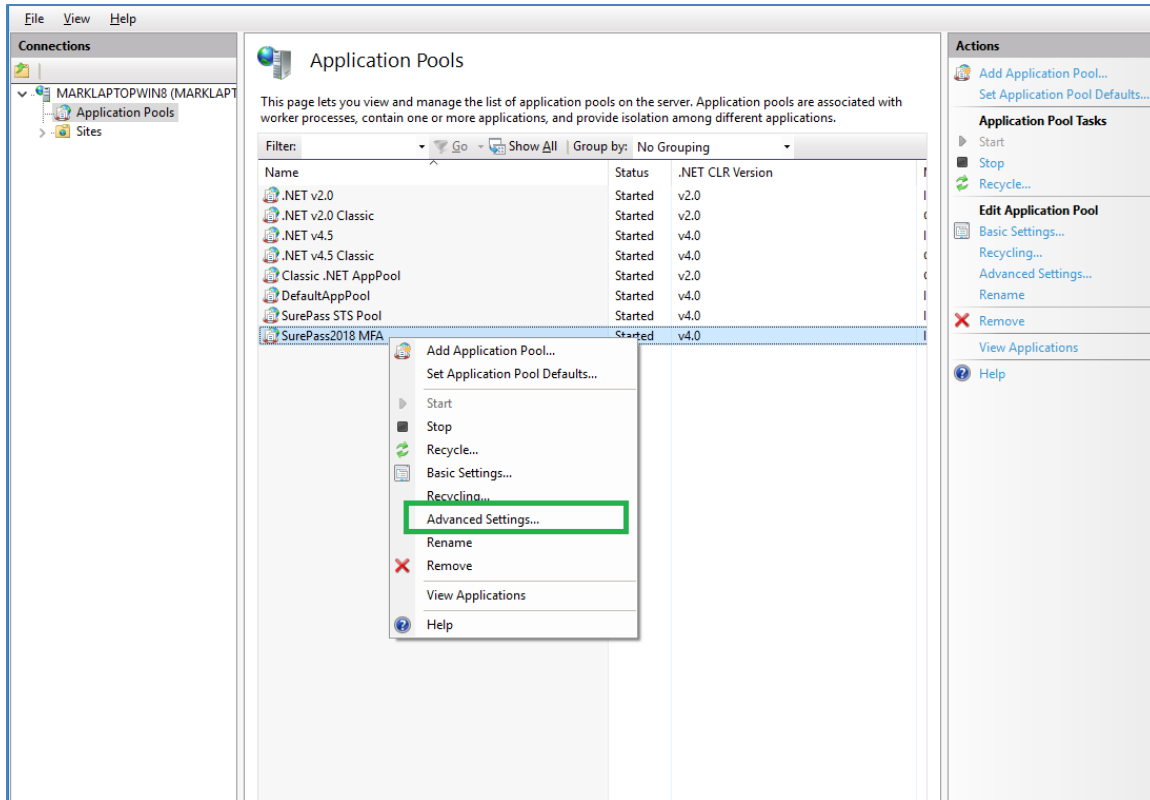 File View Help
Connections
MARKLAPTOPWIN8 (MARKLAPT
Application Pools
Sites
Application Pools
This page lets you view and manage the list of application pools on the server. Application pools are associated with
worker processes, contain one or more applications, and provide isolation among different applications.
Filter: Go Show All Group by: No Grouping
Name Status .NET CLR Version
.NET v2.0 Started v2.0
.NET v2.0 Classic Started v2.0
.NET v4.5 Started v4.0
.NET v4.5 Classic Started v4.0
Classic .NET AppPool Started v2.0
DefaultAppPool Started v4.0
SurePass STS Pool Started v4.0
SurePass2018 MFA Started v4.0
Add Application Pool...
Set Application Pool Defaults...
Start
Stop
Recycle...
Basic Settings...
Recycling...
Advanced Settings...
Rename
Remove
View Applications
Help
Actions
Add Application Pool...
Set Application Pool Defaults...
Application Pool Tasks
Start
Stop
Recycle...
Edit Application Pool
Basic Settings...
Recycling...
Advanced Settings...
Rename
Remove
View Applications
Help